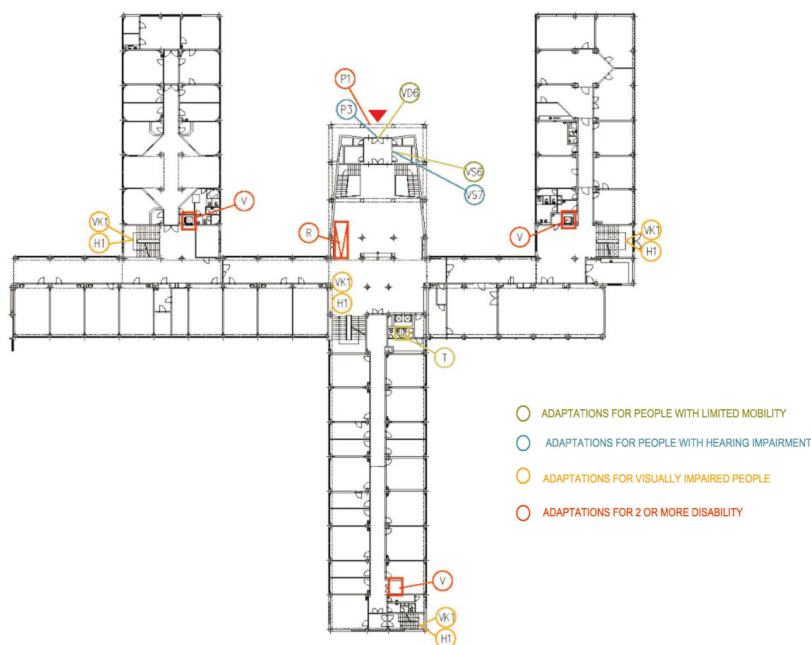 P1
VD6
P3
VS6
VS7
V
VK1
H1
R
V
VK1
H1
VK1
H1
T
ADAPTATIONS FOR PEOPLE WITH LIMITED MOBILITY
ADAPTATIONS FOR PEOPLE WITH HEARING IMPAIRMENT
ADAPTATIONS FOR VISUALLY IMPAIRED PEOPLE
ADAPTATIONS FOR 2 OR MORE DISABILITY
V
VK1
H1